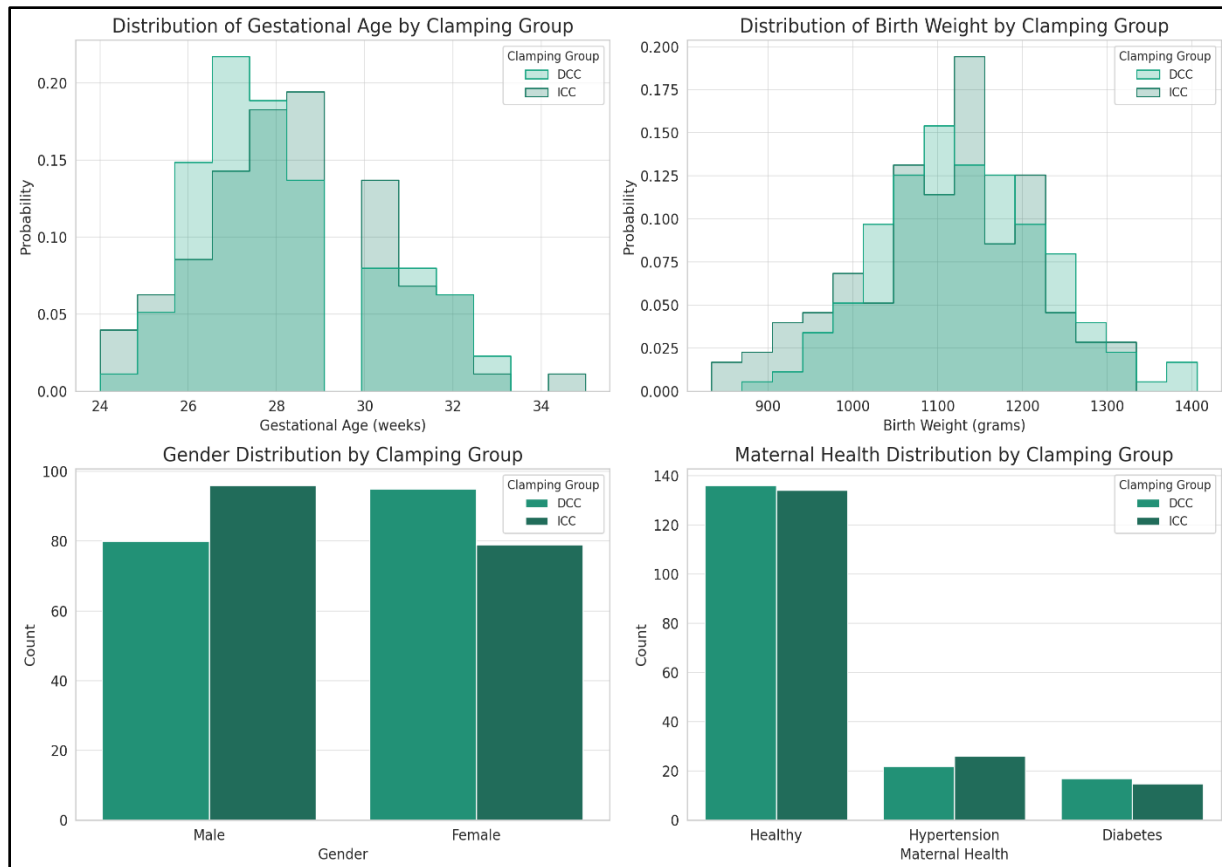 Distribution of Gestational Age by Clamping Group
Clamping Group
DCC
ICC
0.20
0.15
0.10
0.05
0.00
Probability
24 26 28 30 32 34
Gestational Age (weeks)
Distribution of Birth Weight by Clamping Group
Clamping Group
DCC
ICC
0.200
0.175
0.150
0.125
0.100
0.075
0.050
0.025
0.000
Probability
900 1000 1100 1200 1300 1400
Birth Weight (grams)
Gender Distribution by Clamping Group
Clamping Group
DCC
ICC
100
80
60
40
20
0
Count
Male Female
Gender
Maternal Health Distribution by Clamping Group
Clamping Group
DCC
ICC
140
120
100
80
60
40
20
0
Count
Healthy Hypertension Diabetes
Maternal Health